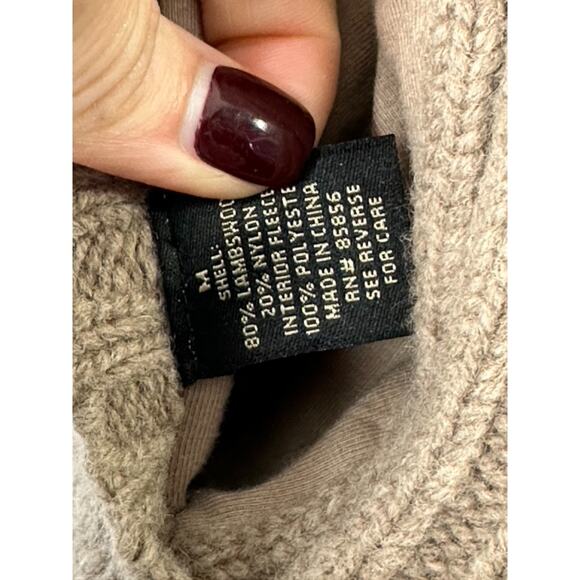 M
SHELL:
80% LAMBSWOO
20% NYLON
INTERIOR FLEECE
100% POLYESTE
MADE IN CHINA
RN# 85856
SEE REVERSE
FOR CARE